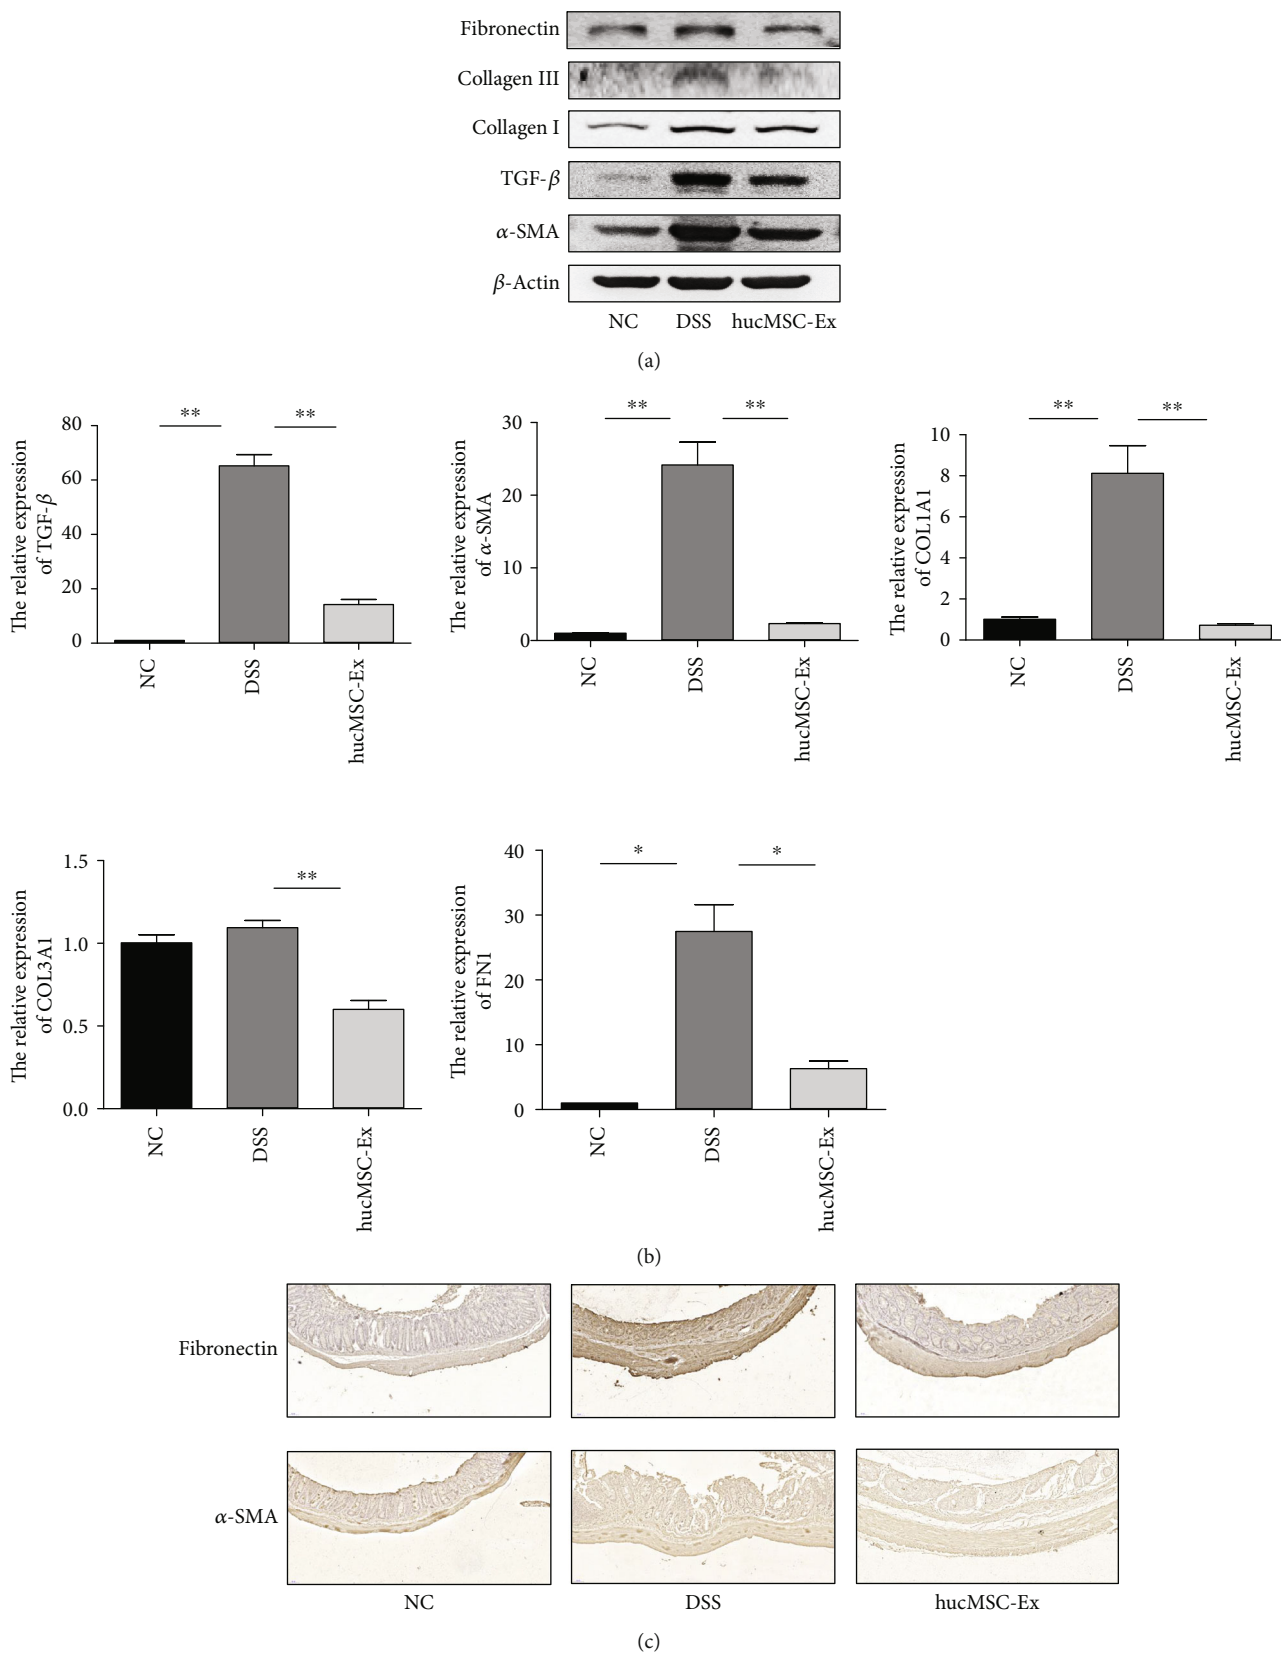 Fibronectin
Collagen III
Collagen I
TGF-β
α-SMA
β-Actin
NC DSS hucMSC-Ex
(a)
The relative expression
of TGF-β
80
60
40
20
0
**
**
NC
DSS
hucMSC-Ex
The relative expression
of α-SMA
30
20
10
0
**
**
NC
DSS
hucMSC-Ex
The relative expression
of COL1A1
10
8
6
4
2
0
**
**
NC
DSS
hucMSC-Ex
The relative expression
of COL3A1
1.5
1.0
0.5
0.0
**
NC
DSS
hucMSC-Ex
The relative expression
of FN1
40
30
20
10
0
*
*
NC
DSS
hucMSC-Ex
(b)
Fibronectin
α-SMA
NC DSS hucMSC-Ex
(c)